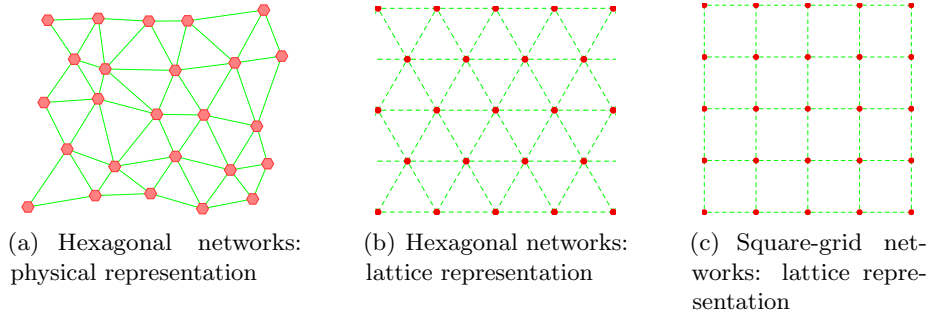 (a) Hexagonal networks:
physical representation
(b) Hexagonal networks:
lattice representation
(c) Square-grid net-
works: lattice repre-
sentation